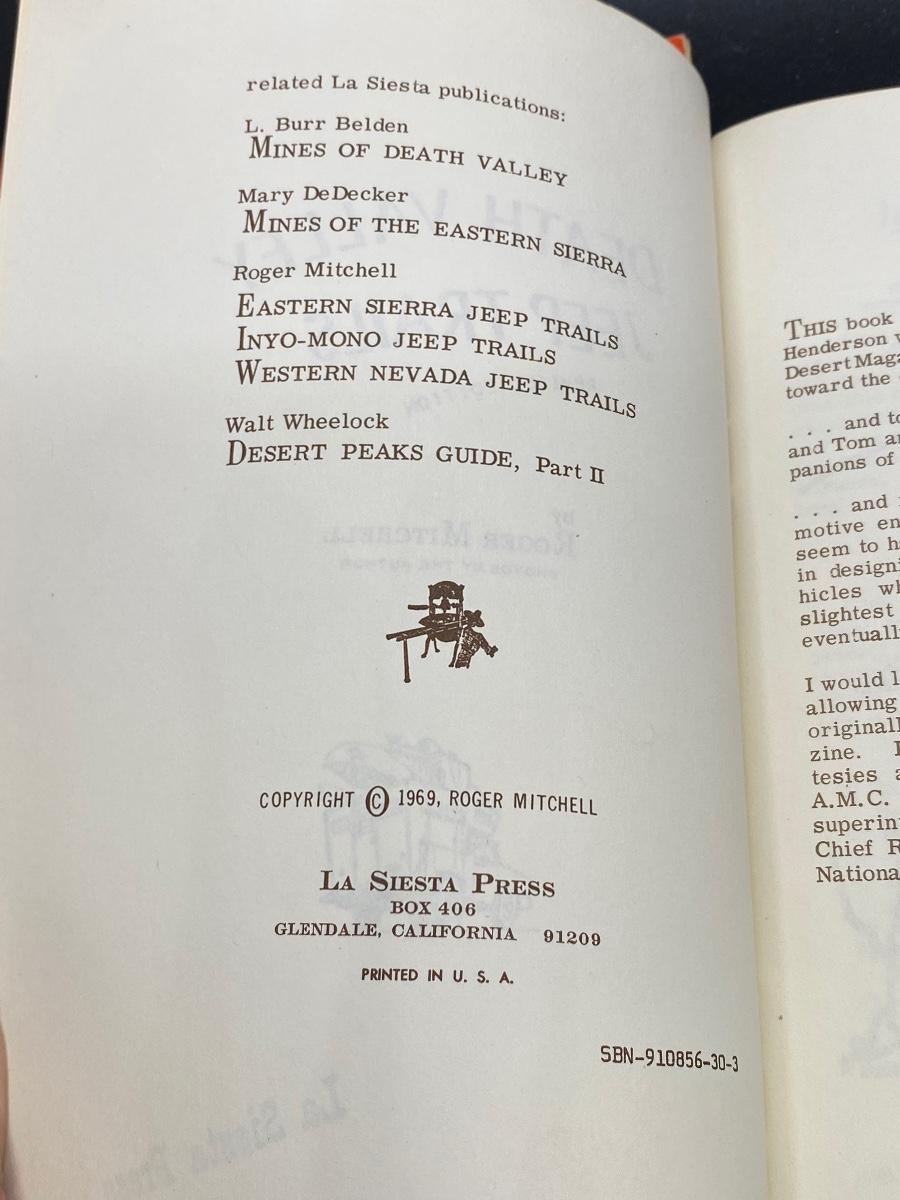 related La Siesta publications:
L. Burr Belden
MINES OF DEATH VALLEY
Mary DeDecker
MINES OF THE EASTERN SIERRA
Roger Mitchell
EASTERN SIERRA JEEP TRAILS
INYO-MONO JEEP TRAILS
WESTERN NEVADA JEEP TRAILS
Walt Wheelock
DESERT PEAKS GUIDE, Part II
COPYRIGHT © 1969, ROGER MITCHELL
LA SIESTA PRESS
BOX 406
GLENDALE, CALIFORNIA 91209
PRINTED IN U. S. A.
SBN-910856-30-3
THIS book
Henderson
Desert Maga
toward the
. . . and to
and Tom
panions of
. . . and
motive en
seem to
in designi
hicles
slightest
eventuall
I would
allowing
original
zine.
tesies
A.M.C.
superin
Chief R
Nationa